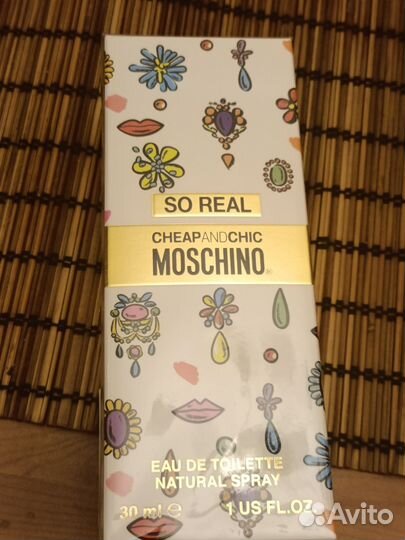 SO REAL
CHEAPANDCHIC
MOSCHINO®
EAU DE TOILETTE
NATURAL SPRAY
30 ml ℮ 1 US FL.OZ.
Avito